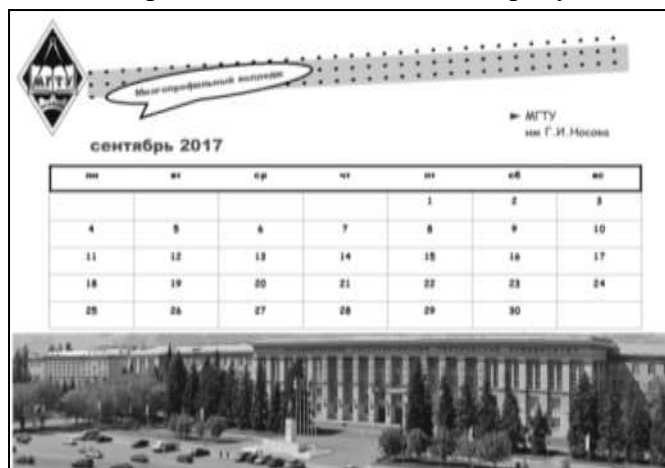 МГТУ
Многопрофильный колледж
► МГТУ
им Г.И.Носова
сентябрь 2017
пн вт ср чт пт сб вс
1 2 3
4 5 6 7 8 9 10
11 12 13 14 15 16 17
18 19 20 21 22 23 24
25 26 27 28 29 30